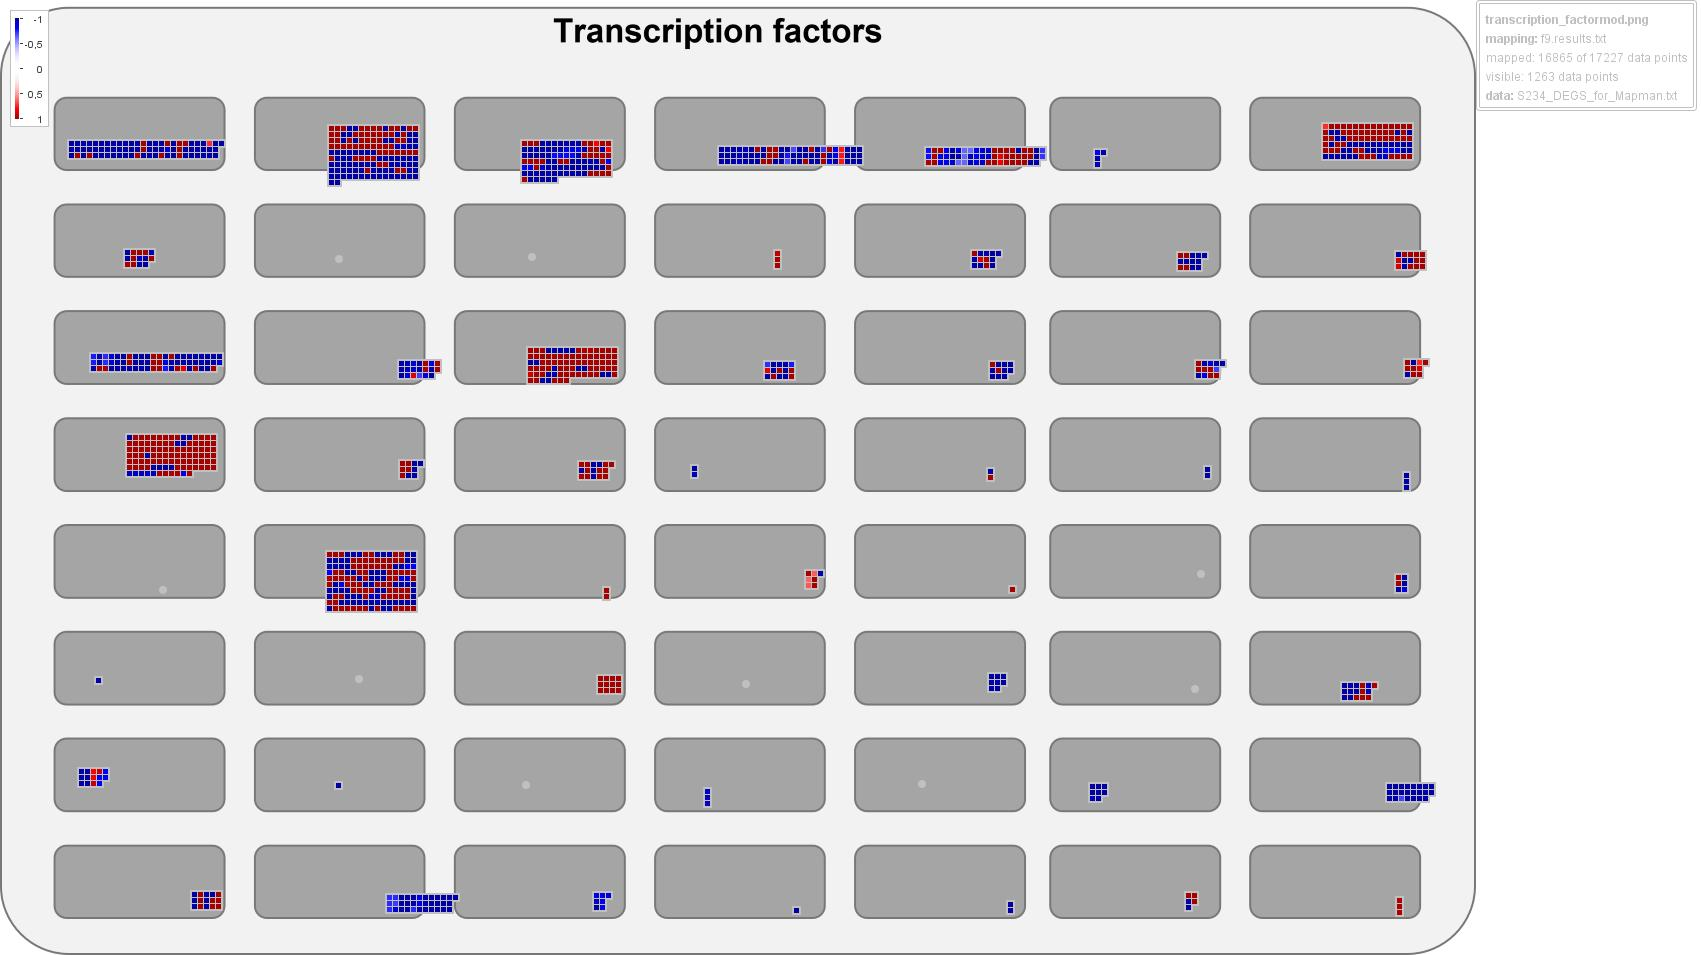 Transcription factors
-1
-0,5
0
0,5
1
transcription_factormod.png
mapping: f9.results.txt
mapped: 16865 of 17227 data points
visible: 1263 data points
data: S234_DEGS_for_Mapman.txt